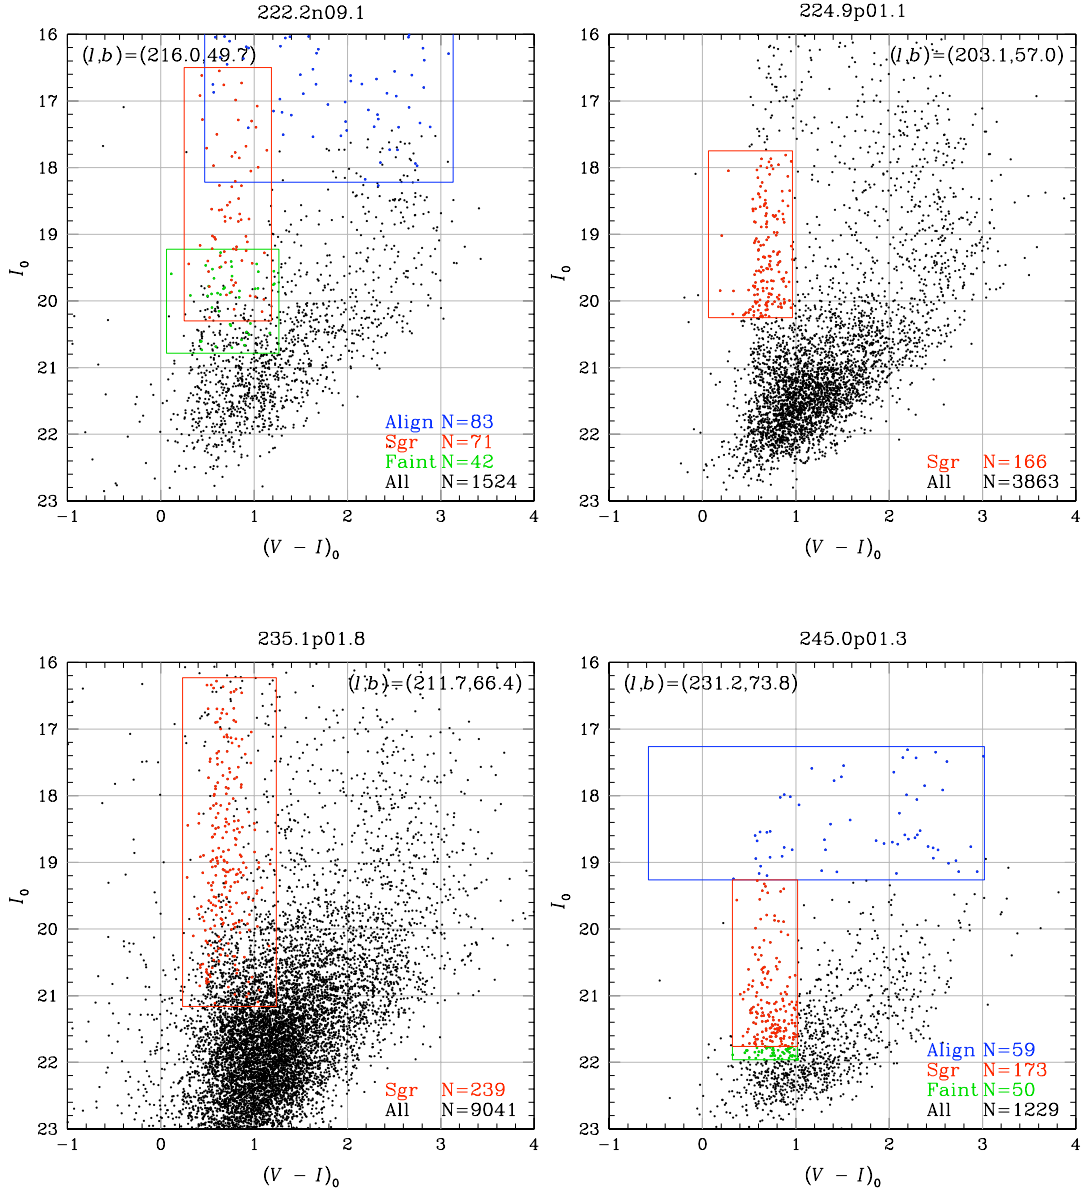 222.2n09.1
(l,b)=(216.0,49.7)
16
17
18
19
20
21
22
23
I0
Align N=83
Sgr N=71
Faint N=42
All N=1524
−1 0 1 2 3 4
(V − I)0
224.9p01.1
(l,b)=(203.1,57.0)
16
17
18
19
20
21
22
23
I0
Sgr N=166
All N=3863
−1 0 1 2 3 4
(V − I)0
235.1p01.8
(l,b)=(211.7,66.4)
16
17
18
19
20
21
22
23
I0
Sgr N=239
All N=9041
−1 0 1 2 3 4
(V − I)0
245.0p01.3
(l,b)=(231.2,73.8)
16
17
18
19
20
21
22
23
I0
Align N=59
Sgr N=173
Faint N=50
All N=1229
−1 0 1 2 3 4
(V − I)0